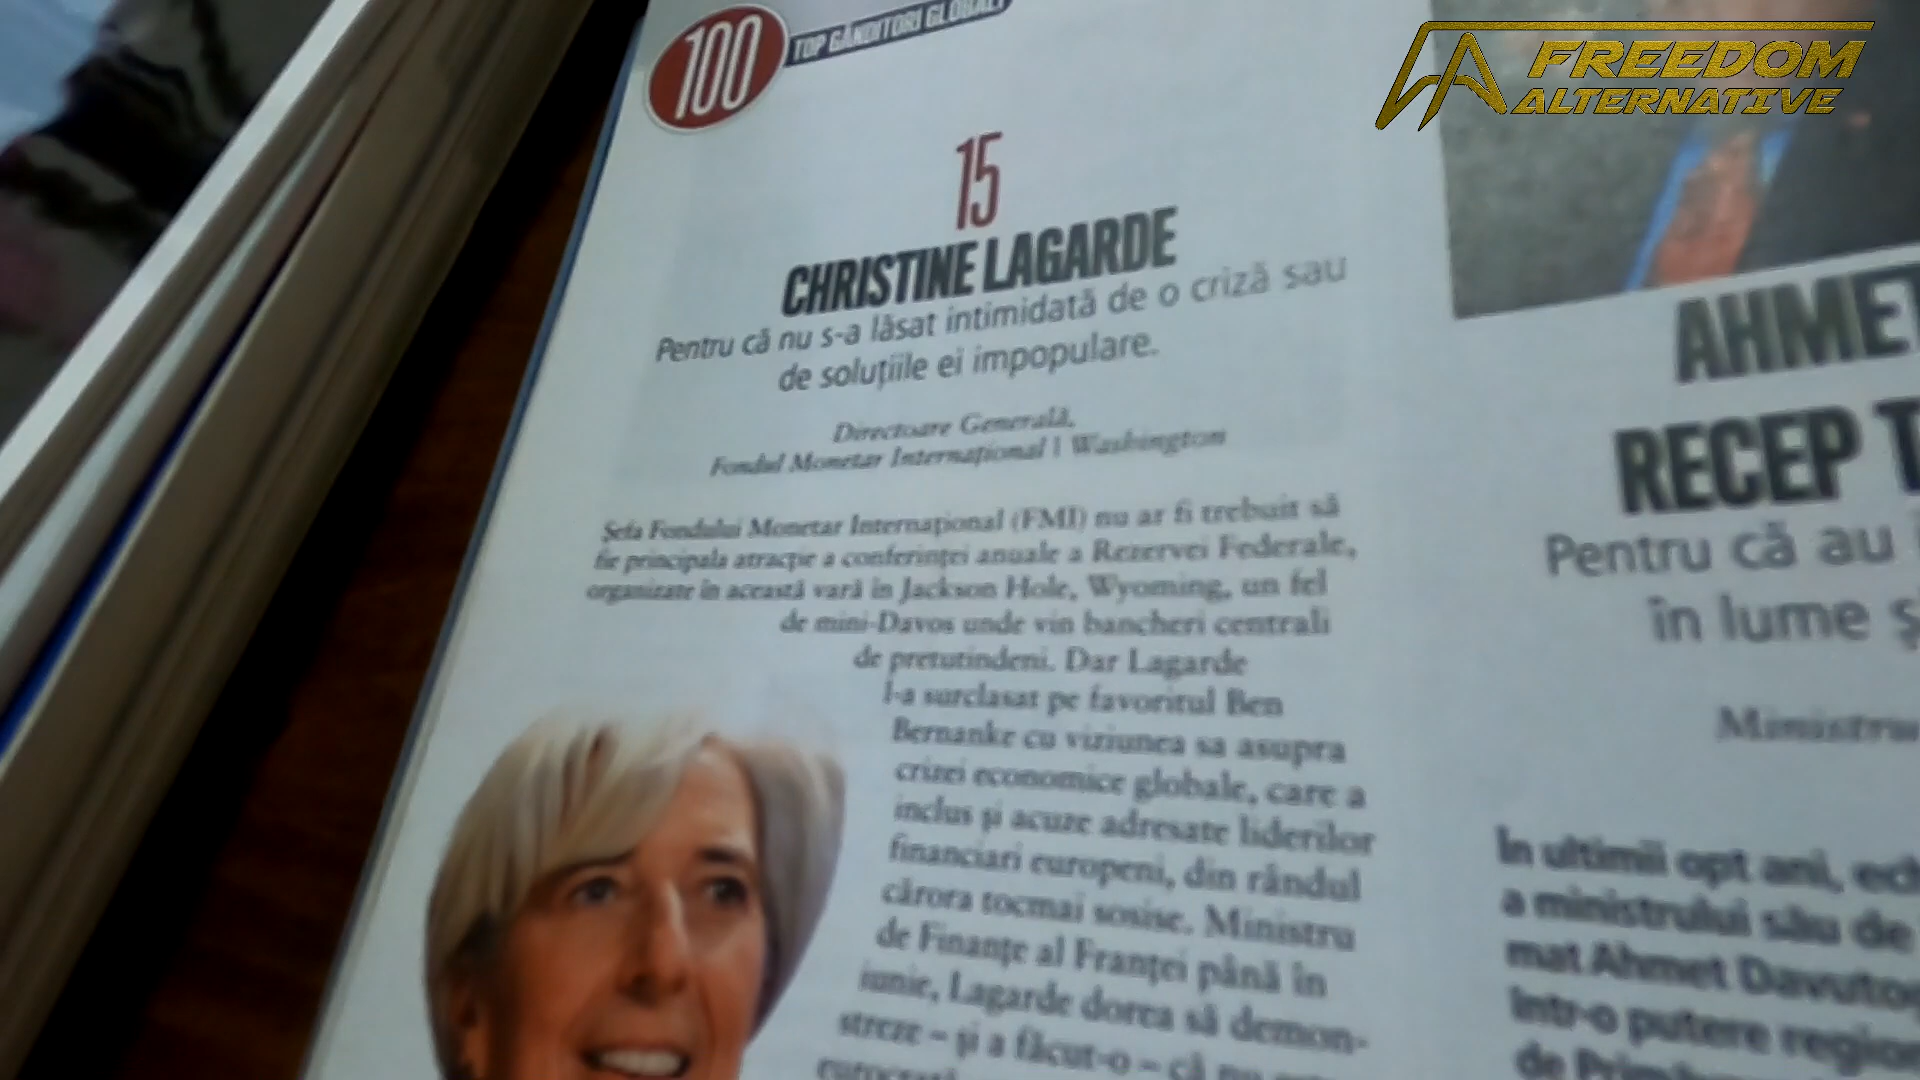 100 TOP GÂNDITORI GLOBALI
FREEDOM
ALTERNATIVE
15
CHRISTINE LAGARDE
Pentru că nu s-a lăsat intimidată de o criză sau
de soluțiile ei impopulare.
Directoare Generală,
Fondul Monetar Internațional | Washington
Șefa Fondului Monetar Internațional (FMI) nu ar fi trebuit să
fie principala atracție a conferinței anuale a Rezervei Federale,
organizate în această vară în Jackson Hole, Wyoming, un fel
de mini-Davos unde vin bancheri centrali
de pretutindeni. Dar Lagarde
l-a surclasat pe favoritul Ben
Bernanke cu viziunea sa asupra
crizei economice globale, care a
inclus și acuze adresate liderilor
financiari europeni, din rândul
cărora tocmai sosise. Ministru
de Finanțe al Franței până în
iunie, Lagarde dorea să demon-
streze – și a făcut-o – că nu
AHMET
RECEP T
Pentru că au
în lume ș
Ministru
În ultimii opt ani,
a ministrului său de
mat Ahmet Davutoğ
într-o putere region
de